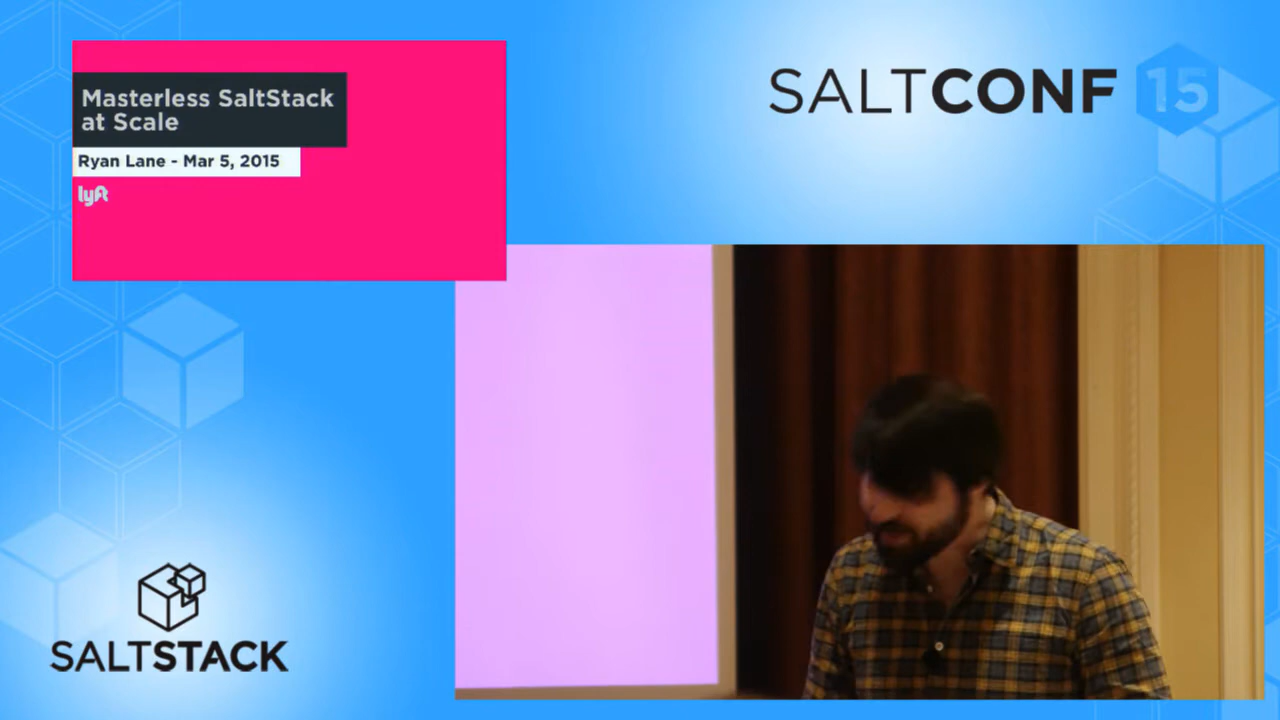 Masterless SaltStack
at Scale
Ryan Lane - Mar 5, 2015
lyft
SALTCONF 15
SALTSTACK